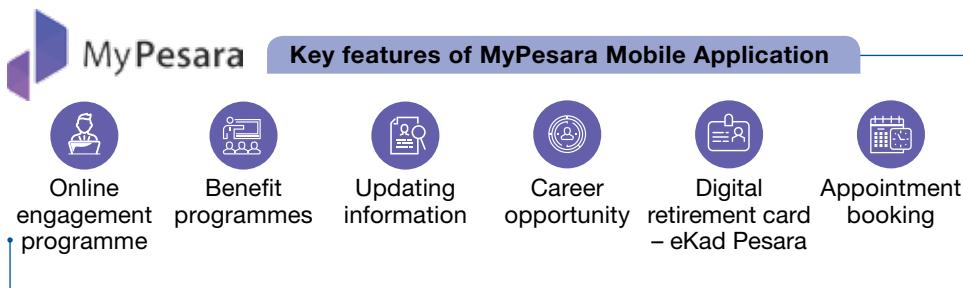 MyPesara
Key features of MyPesara Mobile Application
Online
engagement
programme
Benefit
programmes
Updating
information
Career
opportunity
Digital
retirement card
– eKad Pesara
Appointment
booking